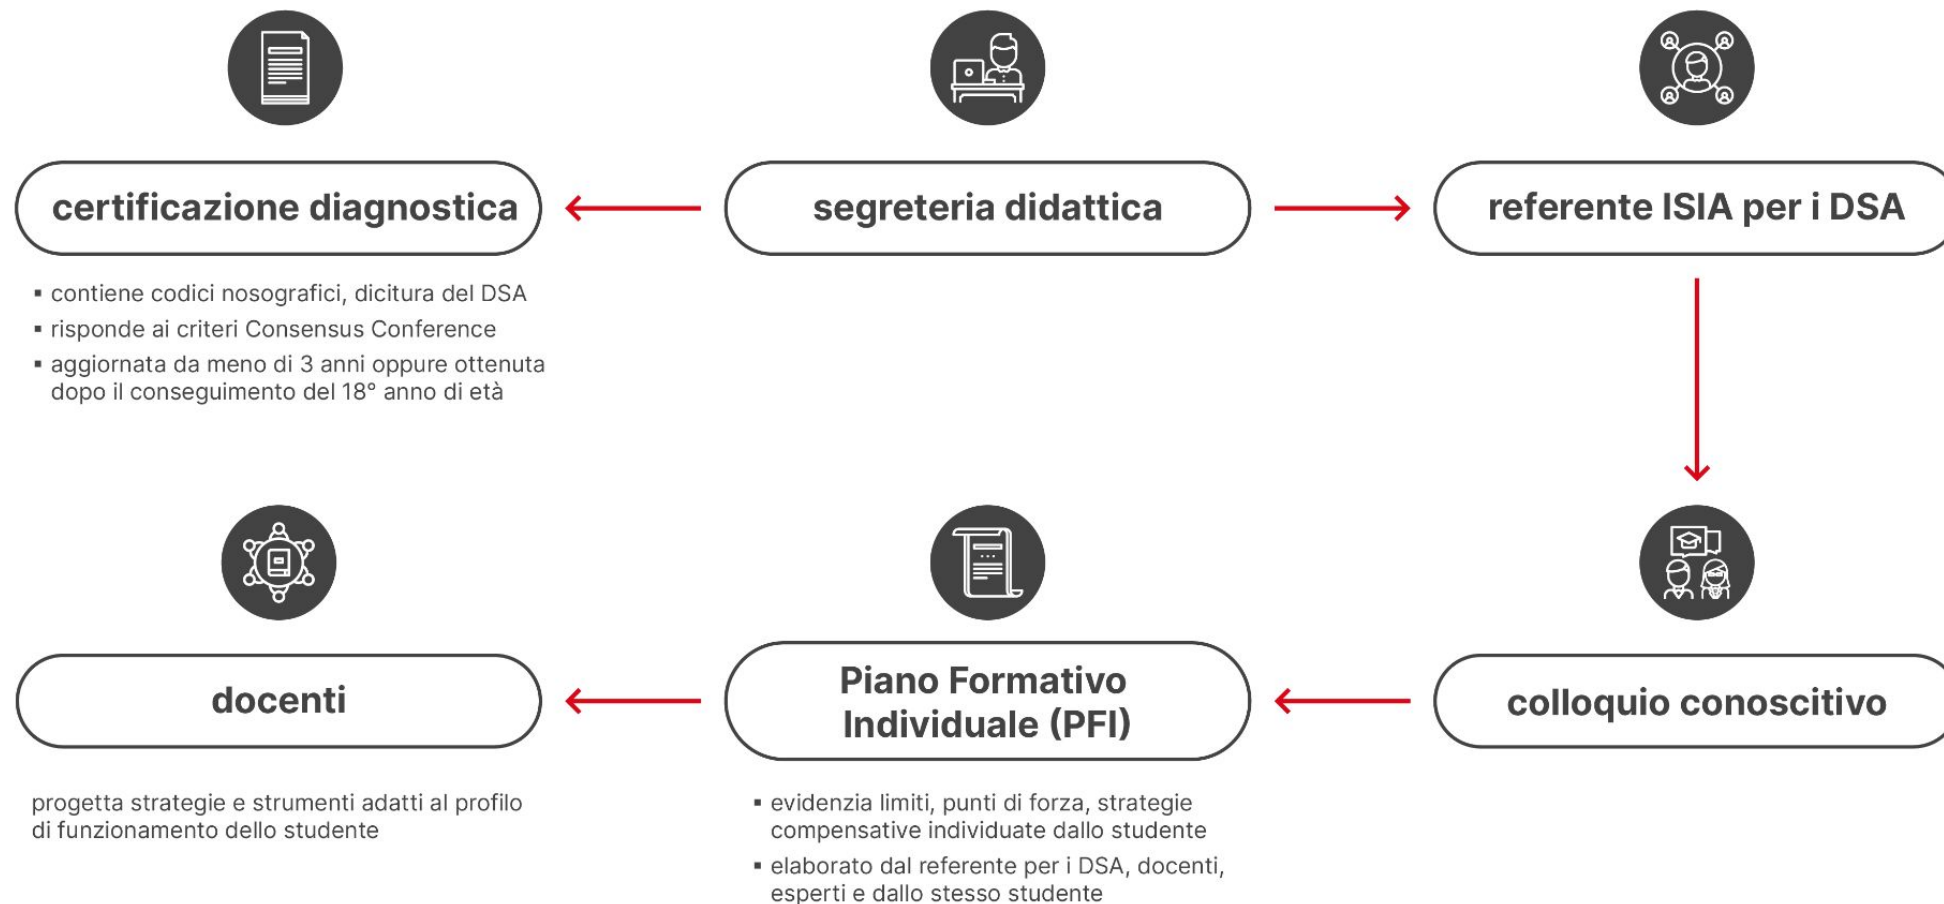 certificazione diagnostica
segreteria didattica
referente ISIA per i DSA
▪ contiene codici nosografici, dicitura del DSA
▪ risponde ai criteri Consensus Conference
▪ aggiornata da meno di 3 anni oppure ottenuta
dopo il conseguimento del 18° anno di età
docenti
Piano Formativo
Individuale (PFI)
colloquio conoscitivo
progetta strategie e strumenti adatti al profilo
di funzionamento dello studente
▪ evidenzia limiti, punti di forza, strategie
compensative individuate dallo studente
▪ elaborato dal referente per i DSA, docenti,
esperti e dallo stesso studente